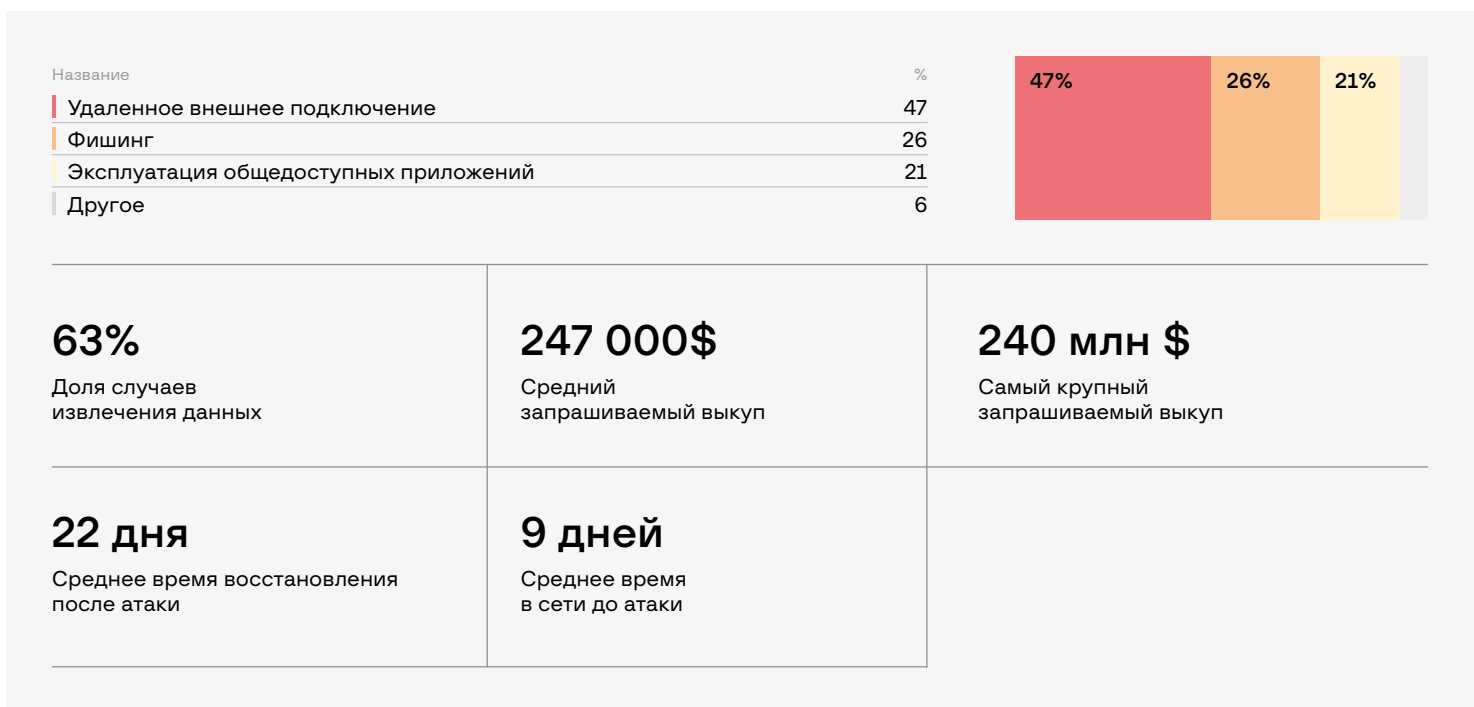 Название %
Удаленное внешнее подключение 47
Фишинг 26
Эксплуатация общедоступных приложений 21
Другое 6
47% 26% 21%
63%
Доля случаев
извлечения данных
247 000$
Средний
запрашиваемый выкуп
240 млн $
Самый крупный
запрашиваемый выкуп
22 дня
Среднее время восстановления
после атаки
9 дней
Среднее время
в сети до атаки